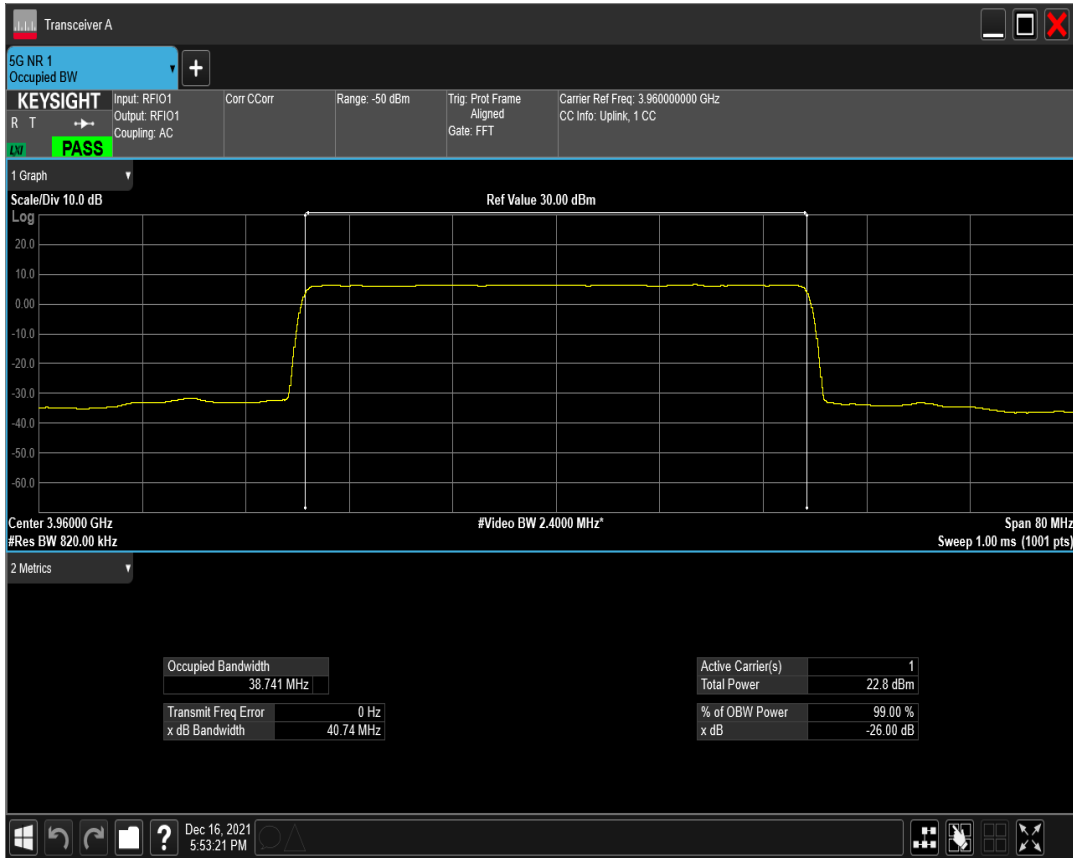 Transceiver A
5G NR 1
Occupied BW
KEYSIGHT
R T
LXI
PASS
Input: RFIO1
Output: RFIO1
Coupling: AC
Corr CCorr
Range: -50 dBm
Trig: Prot Frame
Aligned
Gate: FFT
Carrier Ref Freq: 3.960000000 GHz
CC Info: Uplink, 1 CC
1 Graph
Scale/Div 10.0 dB
Ref Value 30.00 dBm
Log
20.0
10.0
0.00
-10.0
-20.0
-30.0
-40.0
-50.0
-60.0
Center 3.96000 GHz
#Video BW 2.4000 MHz*
Span 80 MHz
#Res BW 820.00 kHz
Sweep 1.00 ms (1001 pts)
2 Metrics
Occupied Bandwidth
38.741 MHz
Transmit Freq Error 0 Hz
x dB Bandwidth 40.74 MHz
Active Carrier(s) 1
Total Power 22.8 dBm
% of OBW Power 99.00 %
x dB -26.00 dB
?
Dec 16, 2021
5:53:21 PM